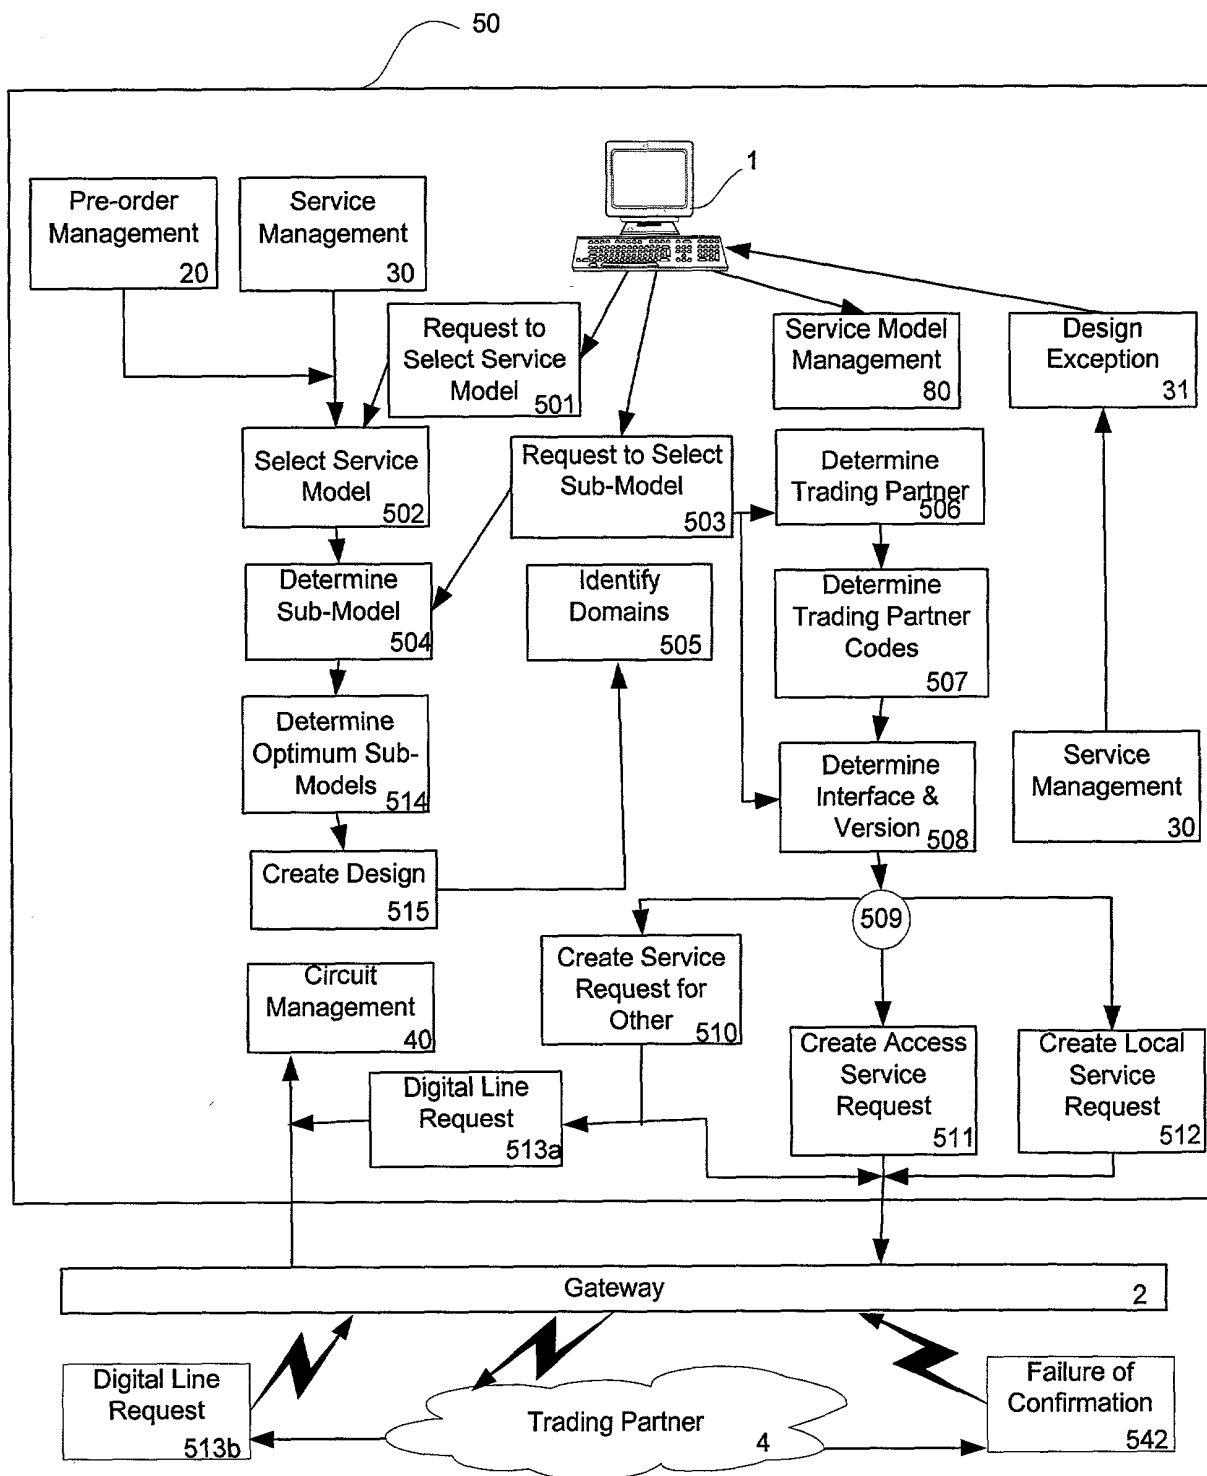 50
1
Pre-order
Management
20
Service
Management
30
Request to
Select Service
Model
501
Service Model
Management
80
Design
Exception
31
Select Service
Model
502
Request to Select
Sub-Model
503
Determine
Trading Partner
506
Determine
Sub-Model
504
Identify
Domains
505
Determine
Trading Partner
Codes
507
Determine
Optimum Sub-
Models
514
Determine
Interface &
Version
508
Service
Management
30
Create Design
515
509
Circuit
Management
40
Create Service
Request for
Other
510
Create Access
Service
Request
511
Create Local
Service
Request
512
Digital Line
Request
513a
Gateway
2
Digital Line
Request
513b
Trading Partner
4
Failure of
Confirmation
542